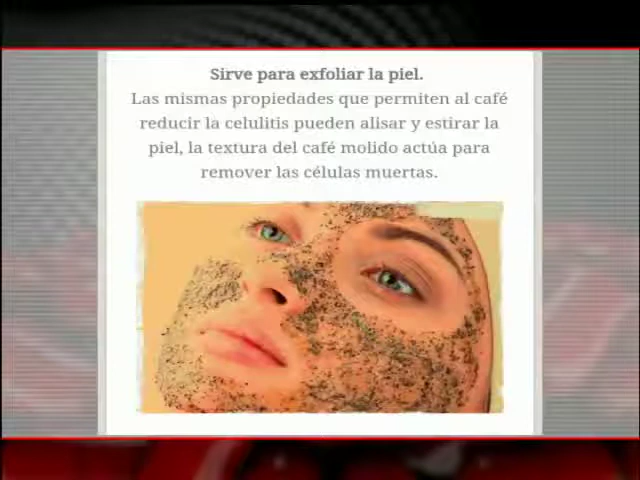 Sirve para exfoliar la piel.
Las mismas propiedades que permiten al café
reducir la celulitis pueden alisar y estirar la
piel, la textura del café molido actúa para
remover las células muertas.